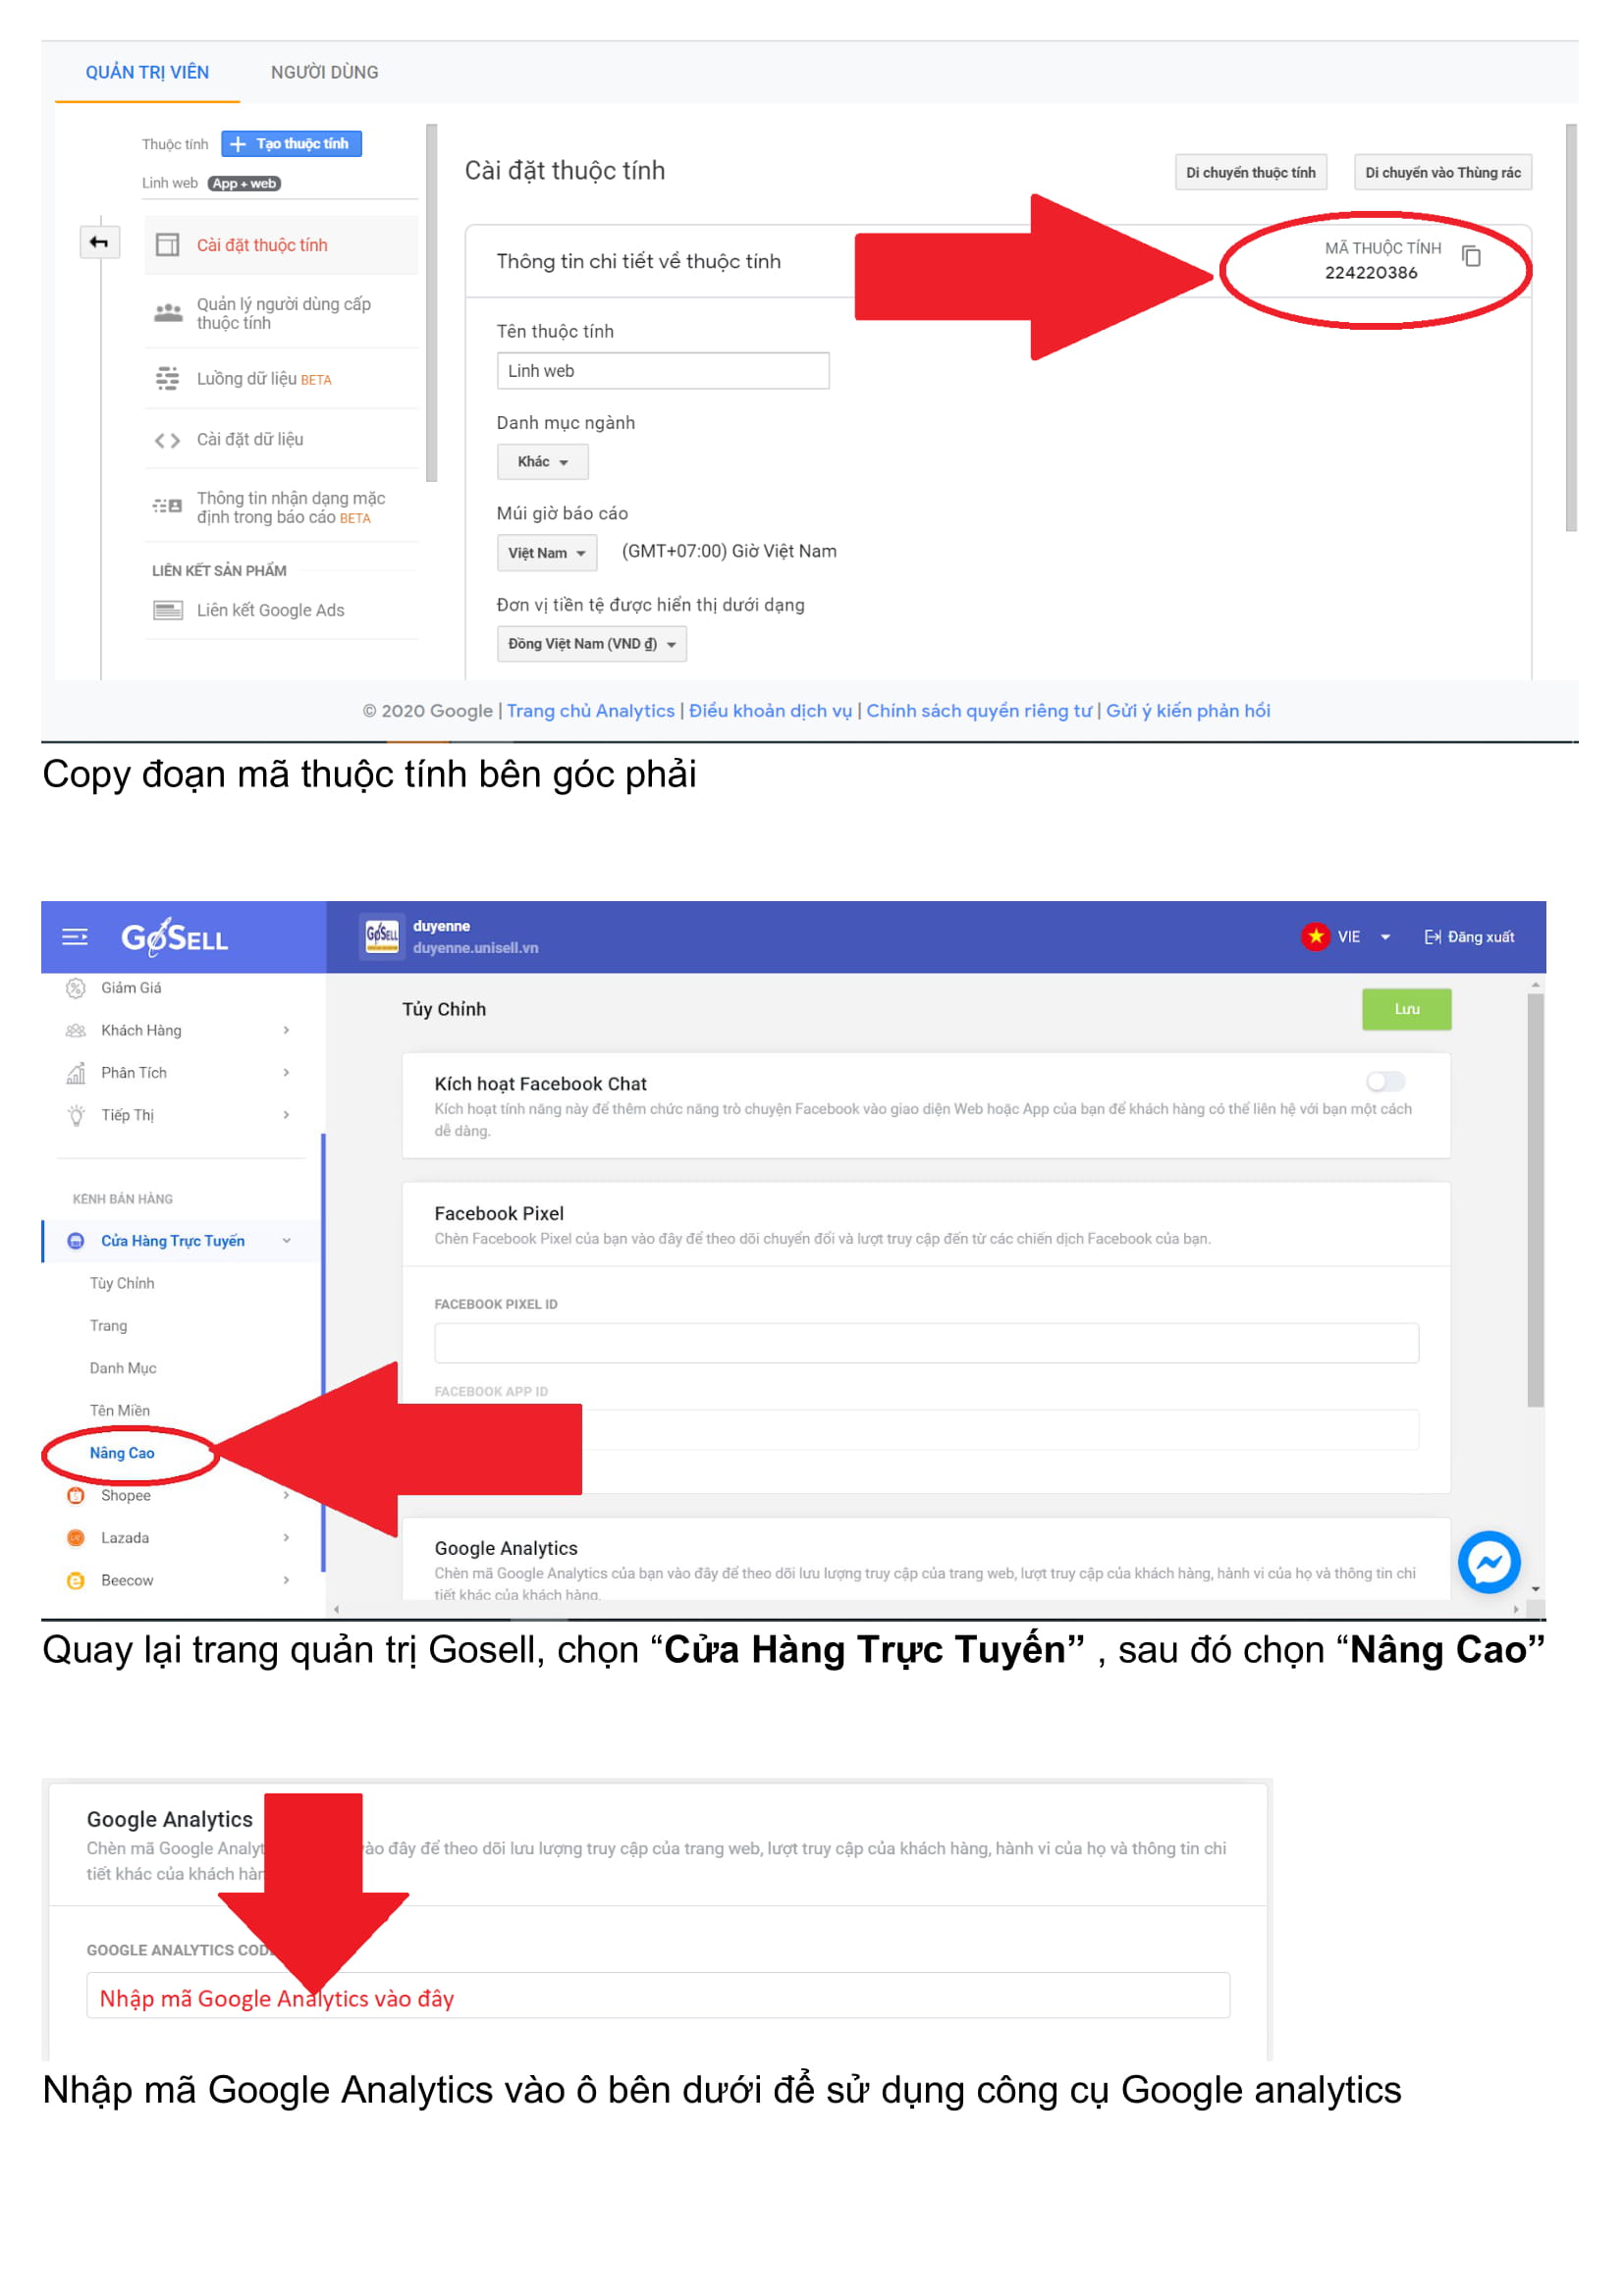 QUẢN TRỊ VIÊN NGƯỜI DÙNG
Thuộc tính + Tạo thuộc tính
Linh web App + web
Cài đặt thuộc tính
Quản lý người dùng cấp
thuộc tính
Luồng dữ liệu BETA
Cài đặt dữ liệu
Thông tin nhận dạng mặc
định trong báo cáo BETA
LIÊN KẾT SẢN PHẨM
Liên kết Google Ads
Cài đặt thuộc tính
Di chuyển thuộc tính Di chuyển vào Thùng rác
Thông tin chi tiết về thuộc tính
MÃ THUỘC TÍNH
224220386
Tên thuộc tính
Linh web
Danh mục ngành
Khác
Múi giờ báo cáo
Việt Nam (GMT+07:00) Giờ Việt Nam
Đơn vị tiền tệ được hiển thị dưới dạng
Đồng Việt Nam (VND ₫)
© 2020 Google | Trang chủ Analytics | Điều khoản dịch vụ | Chính sách quyền riêng tư | Gửi ý kiến phản hồi
Copy đoạn mã thuộc tính bên góc phải
GOSELL
GOSELL duyenne
duyenne.unisell.vn
VIE Đăng xuất
Giảm Giá
Khách Hàng
Phân Tích
Tiếp Thị
KÊNH BÁN HÀNG
Cửa Hàng Trực Tuyến
Tùy Chỉnh
Trang
Danh Mục
Tên Miền
Nâng Cao
Shopee
Lazada
Beecow
Tủy Chỉnh
Lưu
Kích hoạt Facebook Chat
Kích hoạt tính năng này để thêm chức năng trò chuyện Facebook vào giao diện Web hoặc App của bạn để khách hàng có thể liên hệ với bạn một cách
dễ dàng.
Facebook Pixel
Chèn Facebook Pixel của bạn vào đây để theo dõi chuyển đổi và lượt truy cập đến từ các chiến dịch Facebook của bạn.
FACEBOOK PIXEL ID
FACEBOOK APP ID
Google Analytics
Chèn mã Google Analytics của bạn vào đây để theo dõi lưu lượng truy cập của trang web, lượt truy cập của khách hàng, hành vi của họ và thông tin chi
tiết khác của khách hàng.
Quay lại trang quản trị Gosell, chọn “Cửa Hàng Trực Tuyến” , sau đó chọn “Nâng Cao”
Google Analytics
Chèn mã Google Analyt ào đây để theo dõi lưu lượng truy cập của trang web, lượt truy cập của khách hàng, hành vi của họ và thông tin chi
tiết khác của khách hàn
GOOGLE ANALYTICS CODE
Nhập mã Google Analytics vào đây
Nhập mã Google Analytics vào ô bên dưới để sử dụng công cụ Google analytics